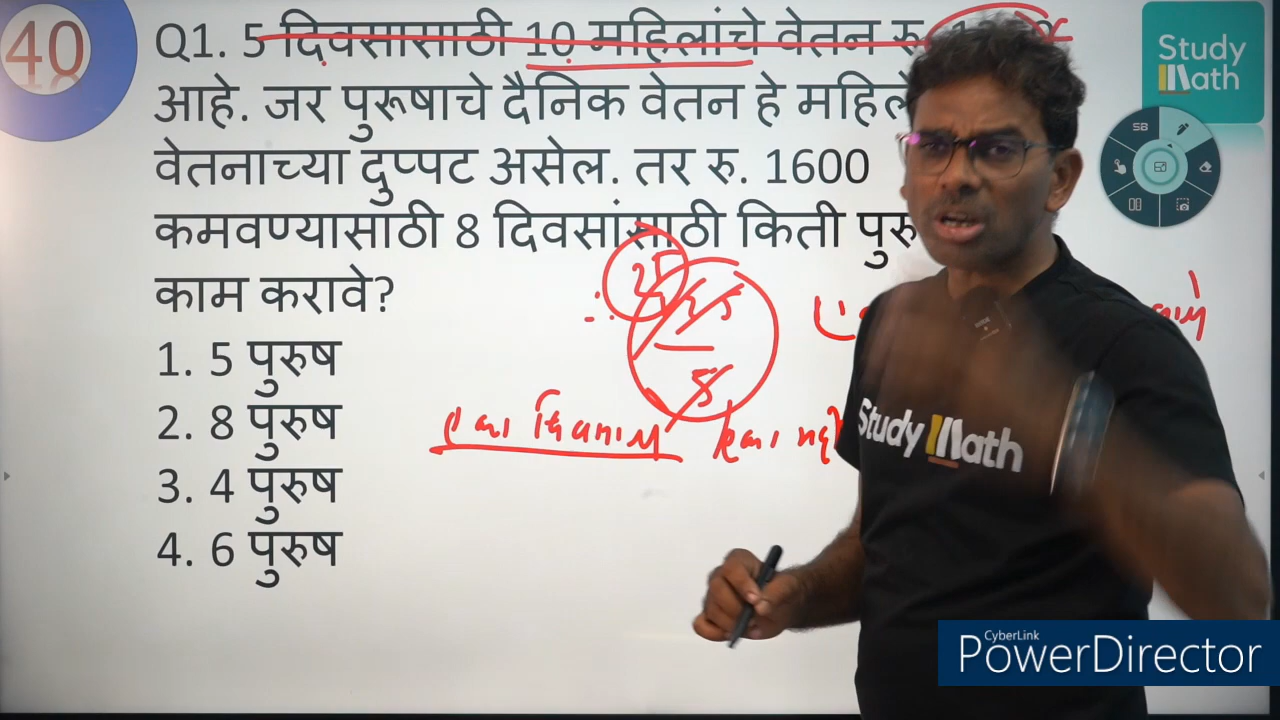 40
Q1. 5 दिवसासाठी 10 महिलांचे वेतन रु.
आहे. जर पुरूषाचे दैनिक वेतन हे
वेतनाच्या दुप्पट असेल. तर रु. 1600
कमवण्यासाठी 8 दिवसांसाठी किती
काम करावे?
25
1. 5 पुरुष
2. 8 पुरुष
3. 4 पुरुष
4. 6 पुरुष
Study
Math
SB
Study Math
CyberLink
PowerDirector